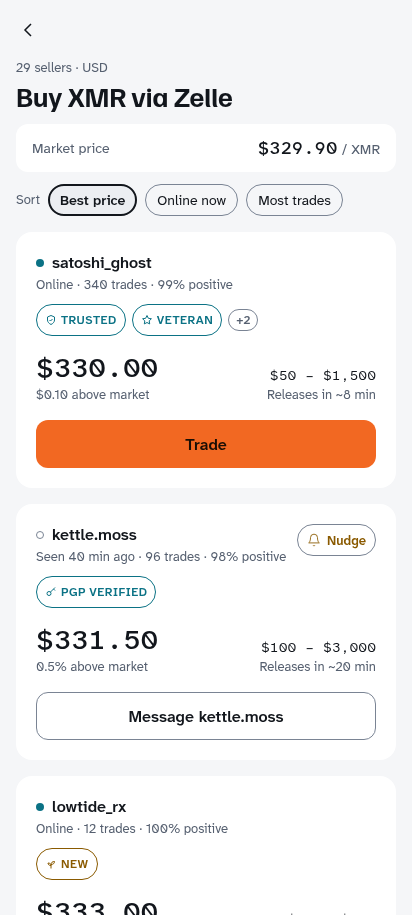 29 sellers · USD
Buy XMR via Zelle
Market price
$329.90 / XMR
Sort
Best price
Online now
Most trades
satoshi_ghost
Online · 340 trades · 99% positive
TRUSTED
VETERAN
+2
$330.00
$50 – $1,500
$0.10 above market
Releases in ~8 min
Trade
kettle.moss
Nudge
Seen 40 min ago · 96 trades · 98% positive
PGP VERIFIED
$331.50
$100 – $3,000
0.5% above market
Releases in ~20 min
Message kettle.moss
lowtide_rx
Online · 12 trades · 100% positive
NEW
$333.00